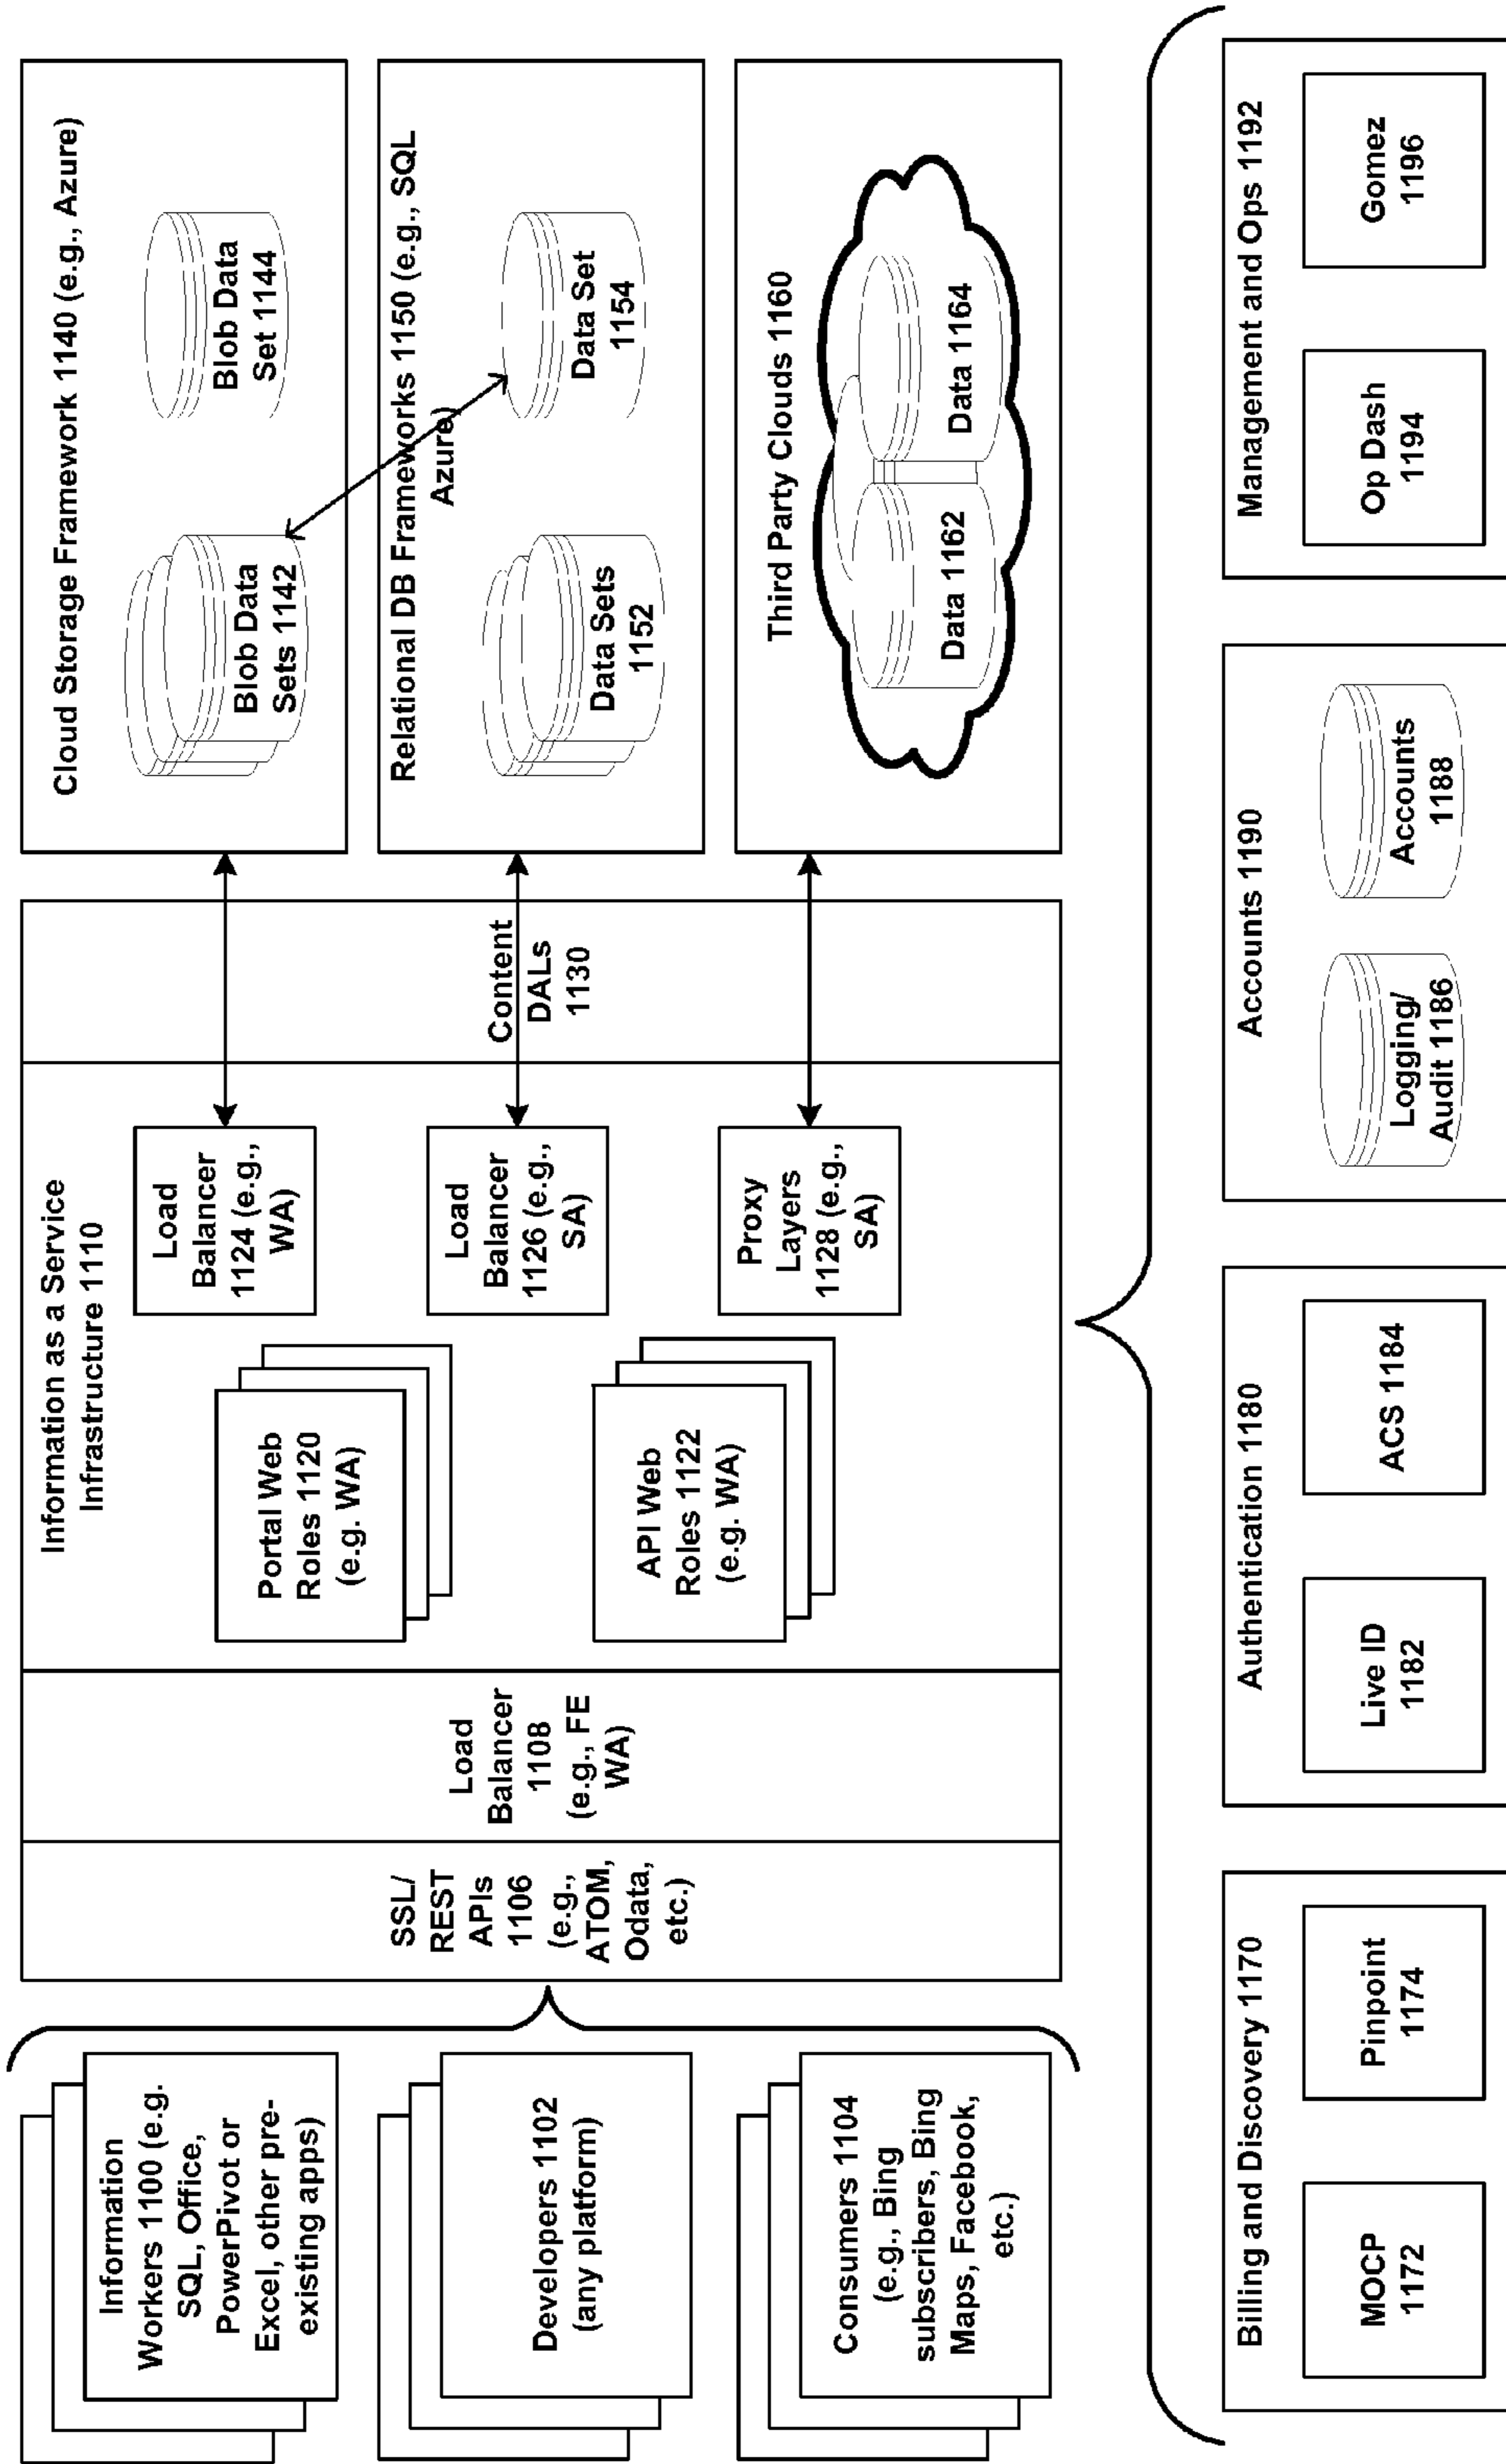 Information
Workers 1100 (e.g.
SQL, Office,
PowerPivot or
Excel, other pre-
existing apps)
Developers 1102
(any platform)
Consumers 1104
(e.g., Bing
subscribers, Bing
Maps, Facebook,
etc.)
SSL/
REST
APIs
1106
(e.g.,
ATOM,
Odata,
etc.)
Load
Balancer
1108
(e.g., FE
WA)
Information as a Service
Infrastructure 1110
Portal Web
Roles 1120
(e.g. WA)
API Web
Roles 1122
(e.g. WA)
Load
Balancer
1124 (e.g.,
WA)
Load
Balancer
1126 (e.g.,
SA)
Proxy
Layers
1128 (e.g.,
SA)
Content
DALs
1130
Cloud Storage Framework 1140 (e.g., Azure)
Blob Data
Sets 1142
Blob Data
Set 1144
Relational DB Frameworks 1150 (e.g., SQL
Azure)
Data Sets
1152
Data Set
1154
Third Party Clouds 1160
Data 1162
Data 1164
Billing and Discovery 1170
MOCP
1172
Pinpoint
1174
Authentication 1180
Live ID
1182
ACS 1184
Accounts 1190
Logging/
Audit 1186
Accounts
1188
Management and Ops 1192
Op Dash
1194
Gomez
1196